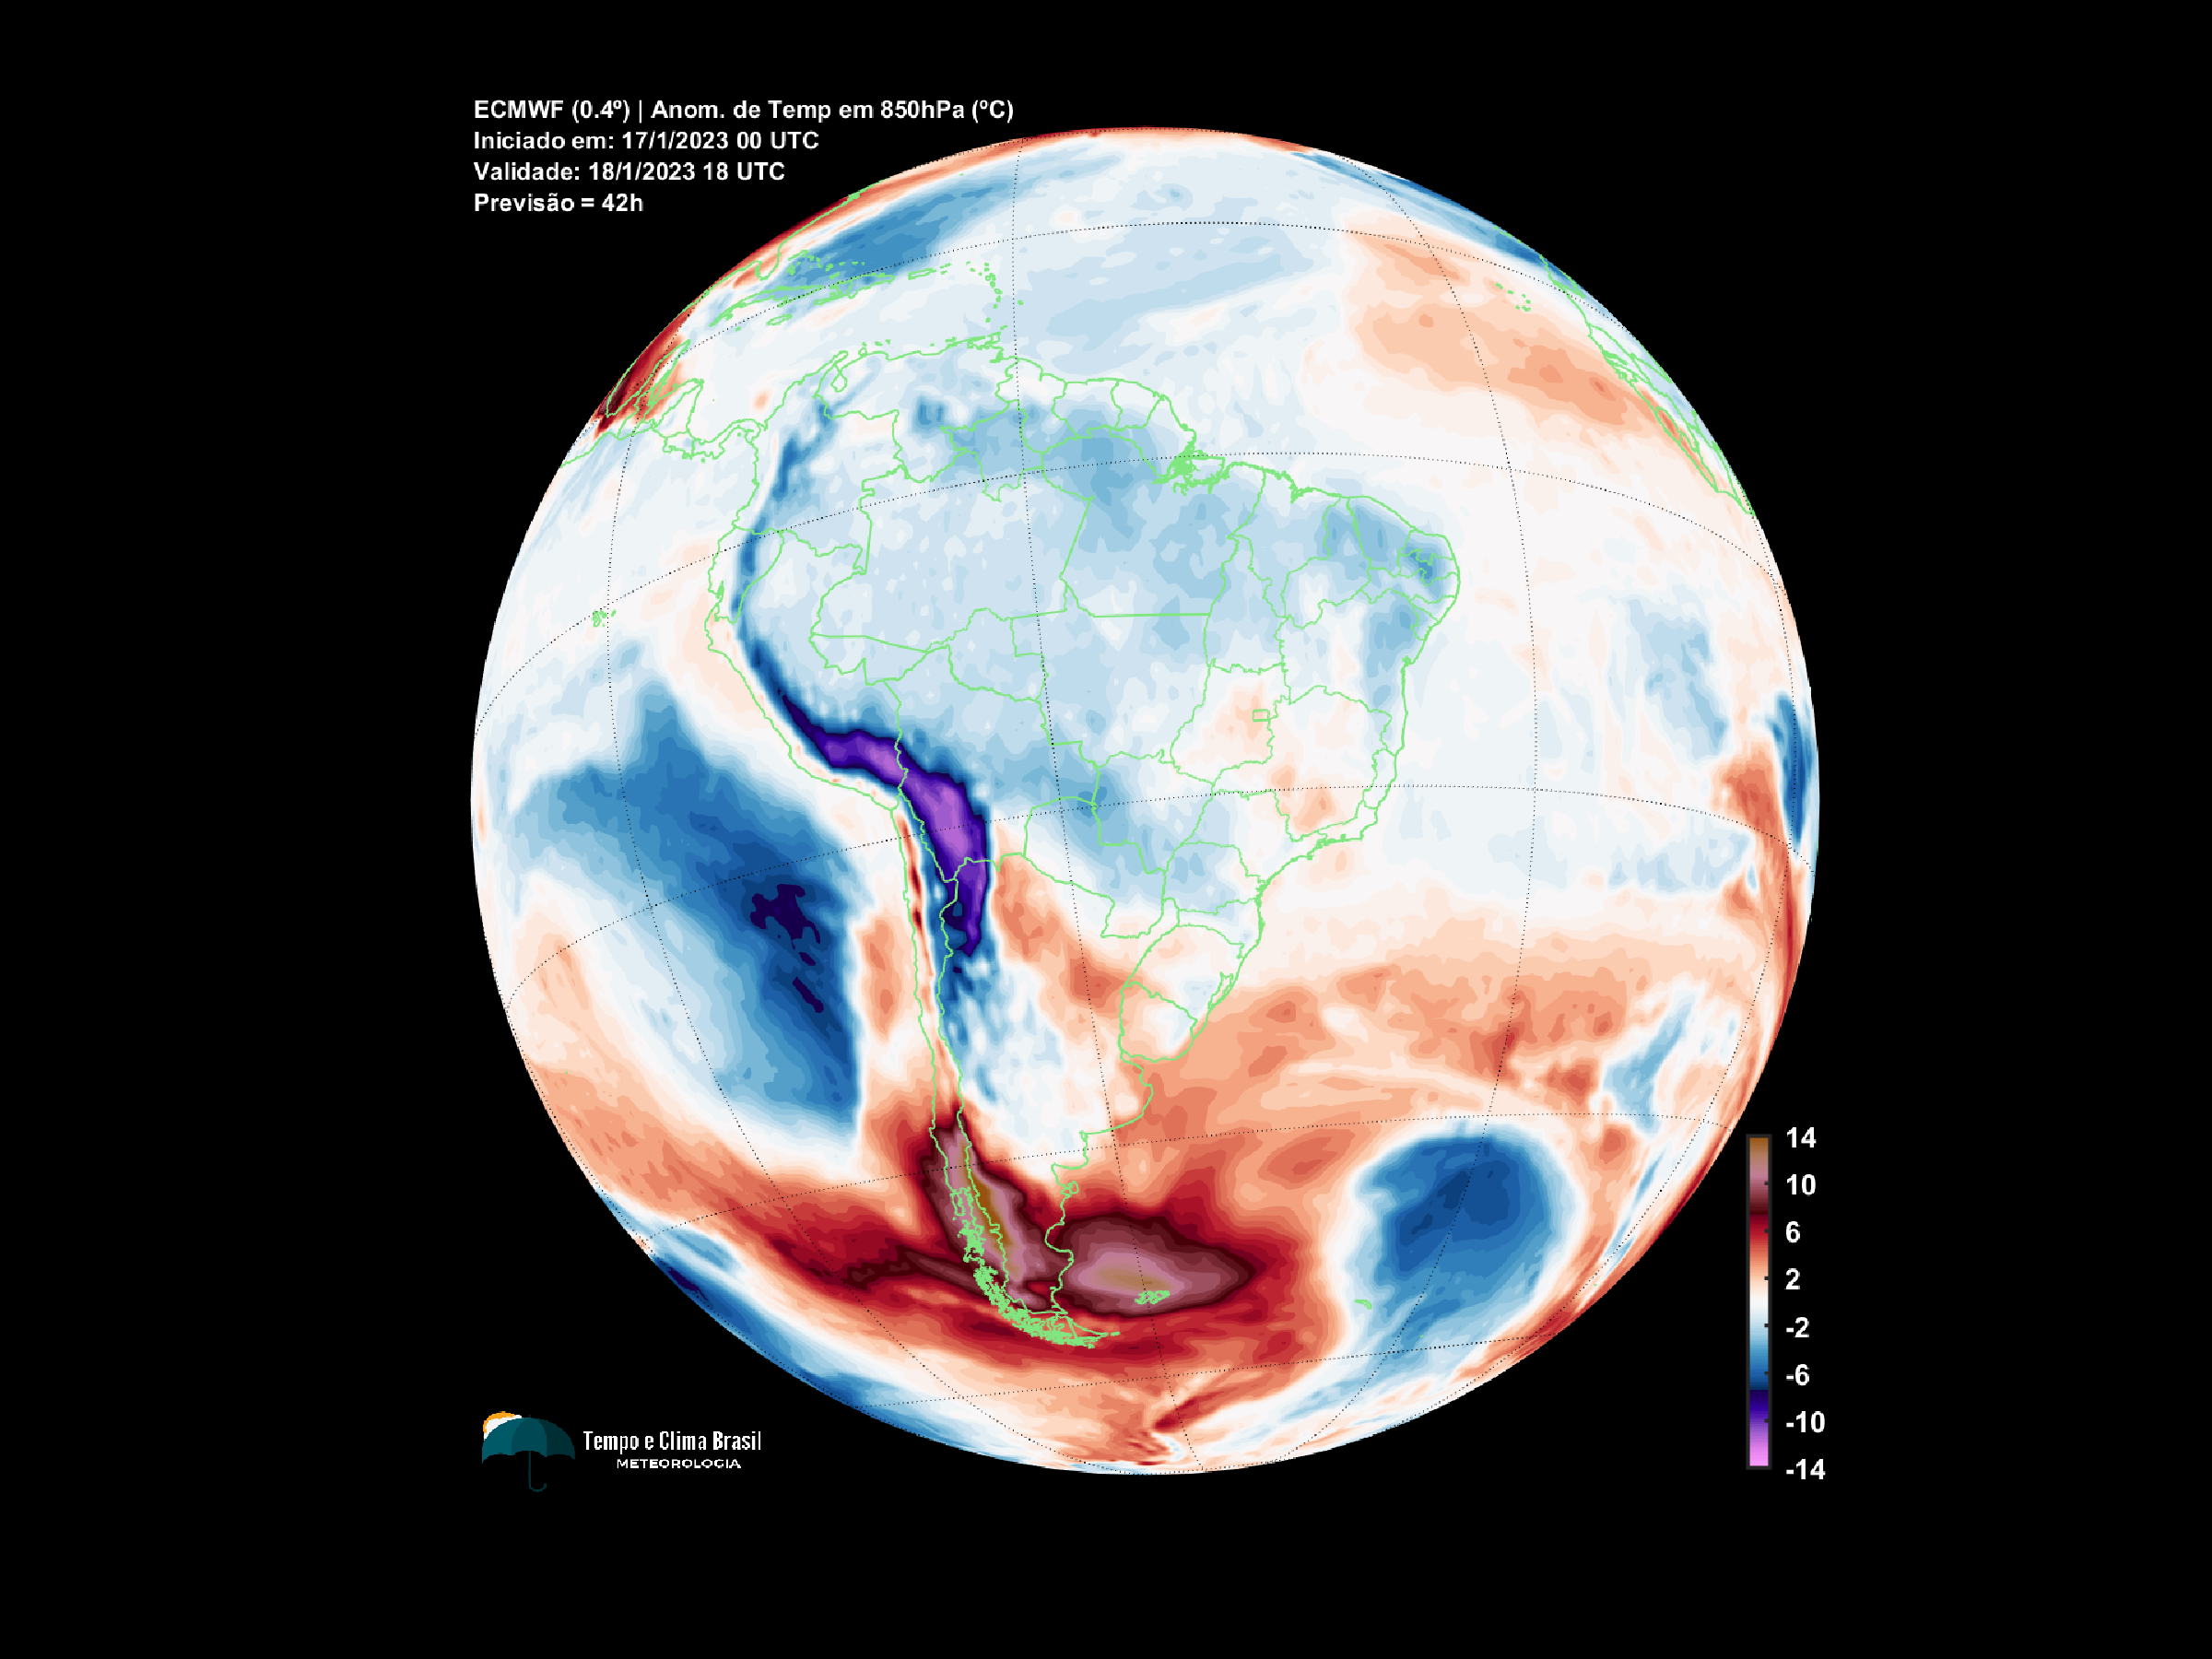 ECMWF (0.4º) | Anom. de Temp em 850hPa (ºC)
Iniciado em: 17/1/2023 00 UTC
Validade: 18/1/2023 18 UTC
Previsão = 42h
14
10
6
2
-2
-6
-10
-14
Tempo e Clima Brasil
METEOROLOGIA